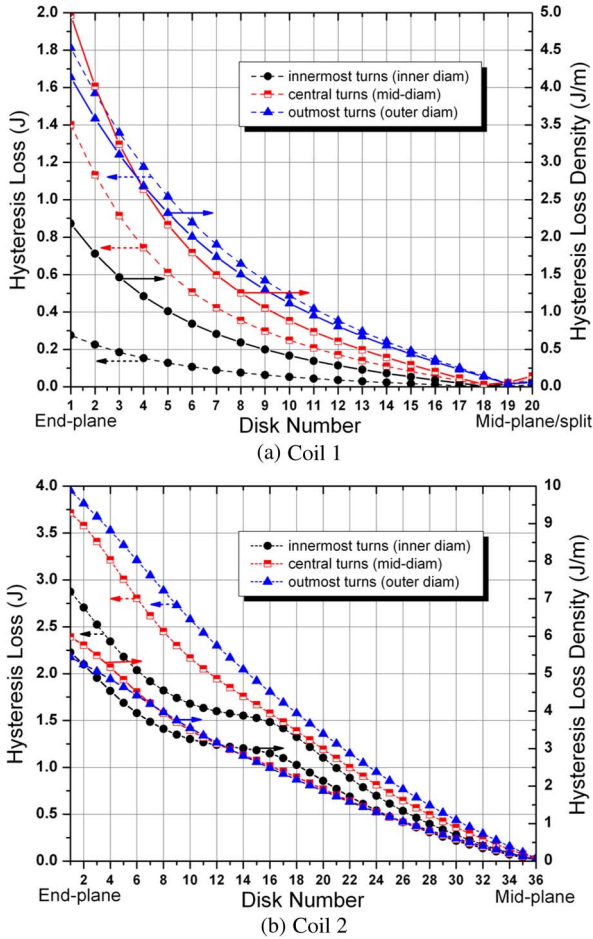 2.0
1.8
1.6
1.4
1.2
1.0
0.8
0.6
0.4
0.2
0.0
Hysteresis Loss (J)
innermost turns (inner diam)
central turns (mid-diam)
outmost turns (outer diam)
5.0
4.5
4.0
3.5
3.0
2.5
2.0
1.5
1.0
0.5
0.0
Hysteresis Loss Density (J/m)
1 2 3 4 5 6 7 8 9 10 11 12 13 14 15 16 17 18 19 20
End-plane Disk Number Mid-plane/split
(a) Coil 1
4.0
3.5
3.0
2.5
2.0
1.5
1.0
0.5
0.0
Hysteresis Loss (J)
innermost turns (inner diam)
central turns (mid-diam)
outmost turns (outer diam)
10
9
8
7
6
5
4
3
2
1
0
Hysteresis Loss Density (J/m)
2 4 6 8 10 12 14 16 18 20 22 24 26 28 30 32 34 36
End-plane Disk Number Mid-plane
(b) Coil 2